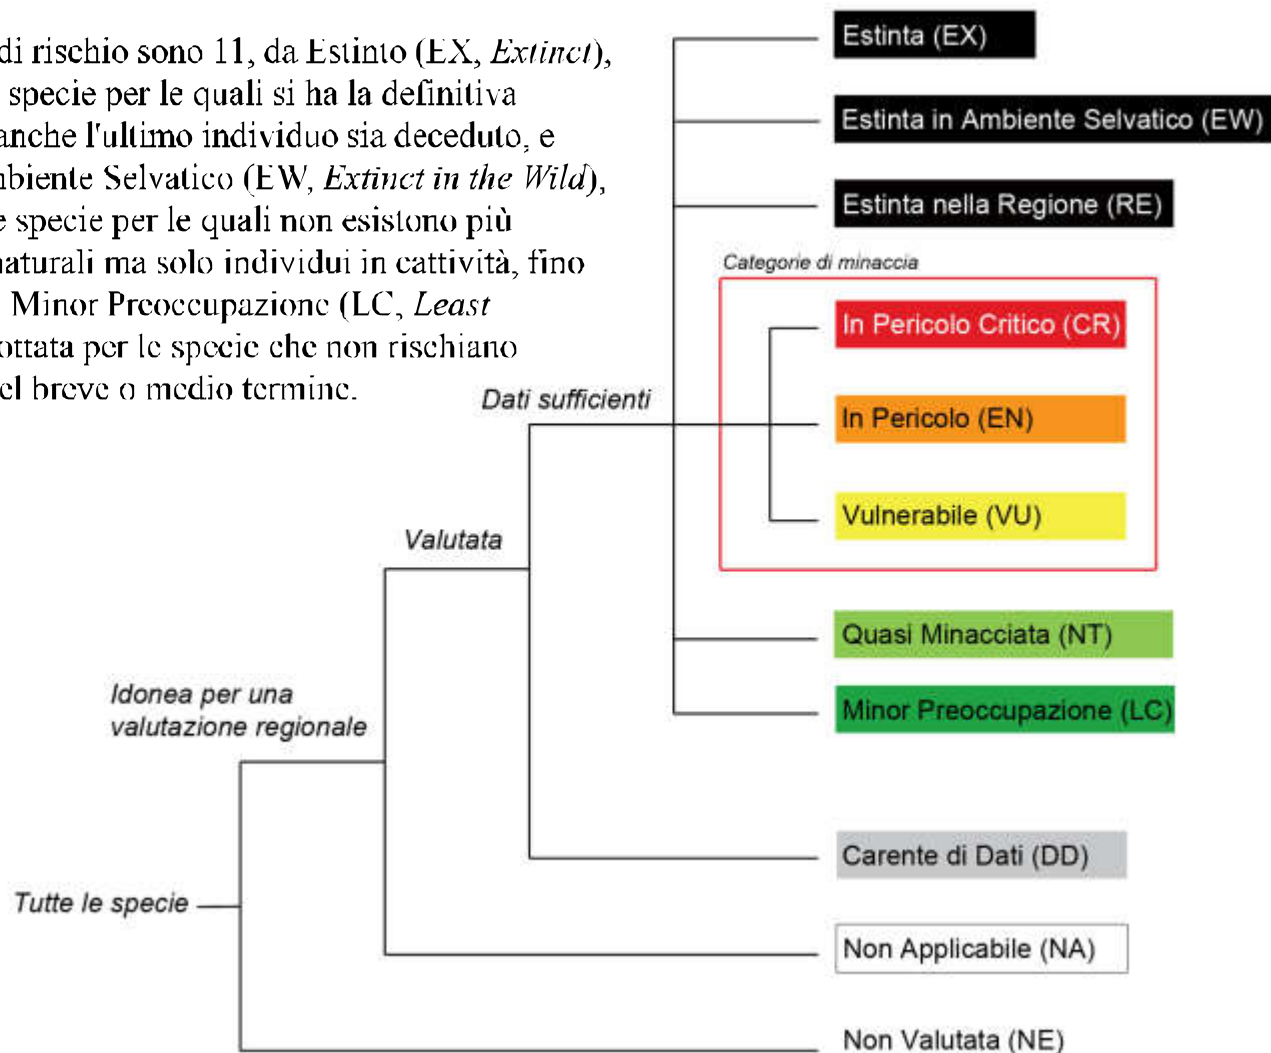 di rischio sono 11, da Estinto (EX, Extinct),
specie per le quali si ha la definitiva
anche l'ultimo individuo sia deceduto, e
mbiente Selvatico (EW, Extinct in the Wild),
e specie per le quali non esistono più
naturali ma solo individui in cattività, fino
Minor Preoccupazione (LC, Least
ottata per le specie che non rischiano
el breve o medio termine.
Estinta (EX)
Estinta in Ambiente Selvatico (EW)
Estinta nella Regione (RE)
Categorie di minaccia
In Pericolo Critico (CR)
Dati sufficienti
In Pericolo (EN)
Vulnerabile (VU)
Valutata
Quasi Minacciata (NT)
Idonea per una
valutazione regionale
Minor Preoccupazione (LC)
Carente di Dati (DD)
Tutte le specie
Non Applicabile (NA)
Non Valutata (NE)